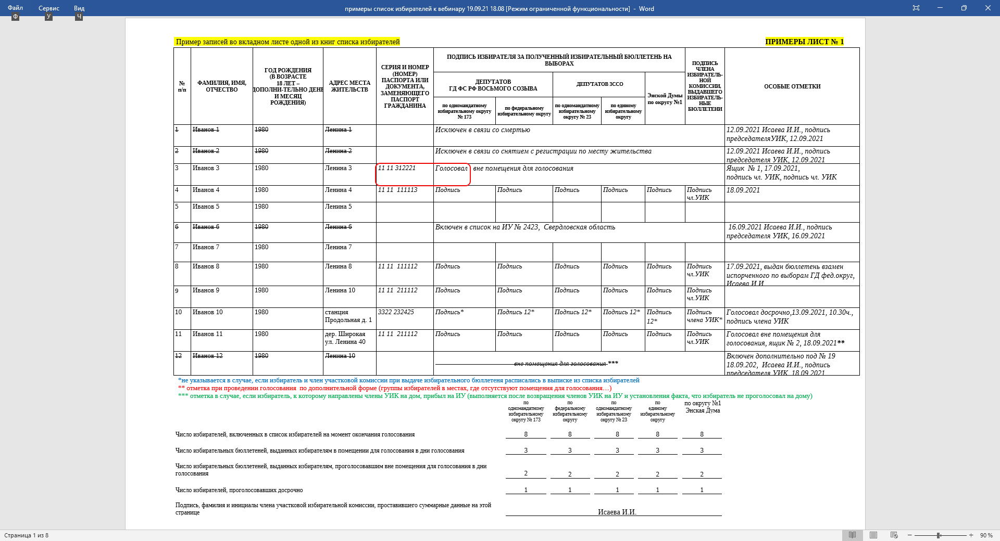 Файл Сервис Вид
Ф У Ч
примеры список избирателей к вебинару 19.09.21 18.08 [Режим ограниченной функциональности] - Word
Пример записей во вкладном листе одной из книг списка избирателей
ПРИМЕРЫ ЛИСТ № 1
№
п/п
ФАМИЛИЯ, ИМЯ,
ОТЧЕСТВО
ГОД РОЖДЕНИЯ
(В ВОЗРАСТЕ
18 ЛЕТ –
ДОПОЛНИ-ТЕЛЬНО ДЕНЬ
И МЕСЯЦ
РОЖДЕНИЯ)
АДРЕС МЕСТА
ЖИТЕЛЬСТВ
СЕРИЯ И НОМЕР
(НОМЕР)
ПАСПОРТА ИЛИ
ДОКУМЕНТА,
ЗАМЕНЯЮЩЕГО
ПАСПОРТ
ГРАЖДАНИНА
ПОДПИСЬ ИЗБИРАТЕЛЯ ЗА ПОЛУЧЕННЫЙ ИЗБИРАТЕЛЬНЫЙ БЮЛЛЕТЕНЬ НА
ВЫБОРАХ
ДЕПУТАТОВ
ГД ФС РФ ВОСЬМОГО СОЗЫВА
ДЕПУТАТОВ ЗССО
Энской Думы
по округу №1
по одномандатному
избирательному округу
№ 173
по федеральному
избирательному округу
по одномандатному
избирательному
округу № 23
по единому
избирательному
округу
ПОДПИСЬ
ЧЛЕНА
ИЗБИРАТЕЛЬ-
НОЙ
КОМИССИИ,
ВЫДАВШЕГО
ИЗБИРАТЕЛЬ-
НЫЕ
БЮЛЛЕТЕНИ
ОСОБЫЕ ОТМЕТКИ
1 Иванов 1 1980 Ленина 1 Исключен в связи со смертью
12.09.2021 Исаева И.И., подпись
председателяУИК, 12.09.2021
2 Иванов 2 1980 Ленина 2 Исключен в связи со снятием с регистрации по месту жительства
12.09.2021 Исаева И.И., подпись
председателя УИК, 12.09.2021
3 Иванов 3 1980 Ленина 3 11 11 312221 Голосовал вне помещения для голосования
Ящик № 1, 17.09.2021,
подпись чл. УИК, подпись чл. УИК
4 Иванов 4 1980 Ленина 4 11 11 111113 Подпись Подпись Подпись Подпись Подпись Подпись
чл.УИК
18.09.2021
5 Иванов 5 1980 Ленина 5
6 Иванов 6 1980 Ленина 6 Включен в список на ИУ № 2423, Свердловская область
16.09.2021 Исаева И.И., подпись
председателя УИК, 16.09.2021
7 Иванов 7 1980 Ленина 7
8 Иванов 8 1980 Ленина 8 11 11 111112 Подпись Подпись Подпись Подпись Подпись Подпись
чл.УИК
17.09.2021, выдан бюллетень взамен
испорченного по выборам ГД фед.округ,
Исаева И.И
9 Иванов 9 1980 Ленина 10 11 11 211112 Подпись Подпись Подпись Подпись Подпись Подпись
чл.УИК
10 Иванов 10 1980 станция
Продольная д. 1
3322 232425 Подпись* Подпись 12* Подпись 12* Подпись 12* Подпись
12*
Подпись
члена УИК*
Голосовал досрочно,13.09.2021, 10.30ч.,
подпись члена УИК
11 Иванов 11 1980 дер. Широкая
ул. Ленина 40
11 11 211112 Подпись Подпись Подпись Подпись Подпись Подпись
чл.УИК
Голосовал вне помещения для
голосования, ящик № 2, 18.09.2021**
12 Иванов 12 1980 Ленина 10 вне помещения для голосования ***
Включен дополнительно под № 19
18.09.202, Исаева И.И., подпись
председателя УИК, 18.09.2021
*не указывается в случае, если избиратель и член участковой комиссии при выдаче избирательного бюллетеня расписались в выписке из списка избирателей
** отметка при проведении голосования по дополнительной форме (группы избирателей в местах, где отсутствуют помещения для голосования…)
*** отметка в случае, если избиратель, к которому направлены члены УИК на дом, прибыл на ИУ (выполняется после возвращения членов УИК на ИУ и установления факта, что избиратель не проголосовал на дому)
по
одномандатному
избирательному
округу № 173
по
федеральному
избирательному
округу
по
одномандатному
избирательному
округу № 23
по
единому
избирательному
округу
по округу №1
Энская Дума
Число избирателей, включенных в список избирателей на момент окончания голосования 8 8 8 8 8
Число избирательных бюллетеней, выданных избирателям в помещении для голосования в дни голосования 3 3 3 3 3
Число избирательных бюллетеней, выданных избирателям, проголосовавшим вне помещения для голосования в дни
голосования 2 2 2 2 2
Число избирателей, проголосовавших досрочно 1 1 1 1 1
Подпись, фамилия и инициалы члена участковой избирательной комиссии, проставившего суммарные данные на этой
странице Исаева И.И.
Страница 1 из 8
90 %